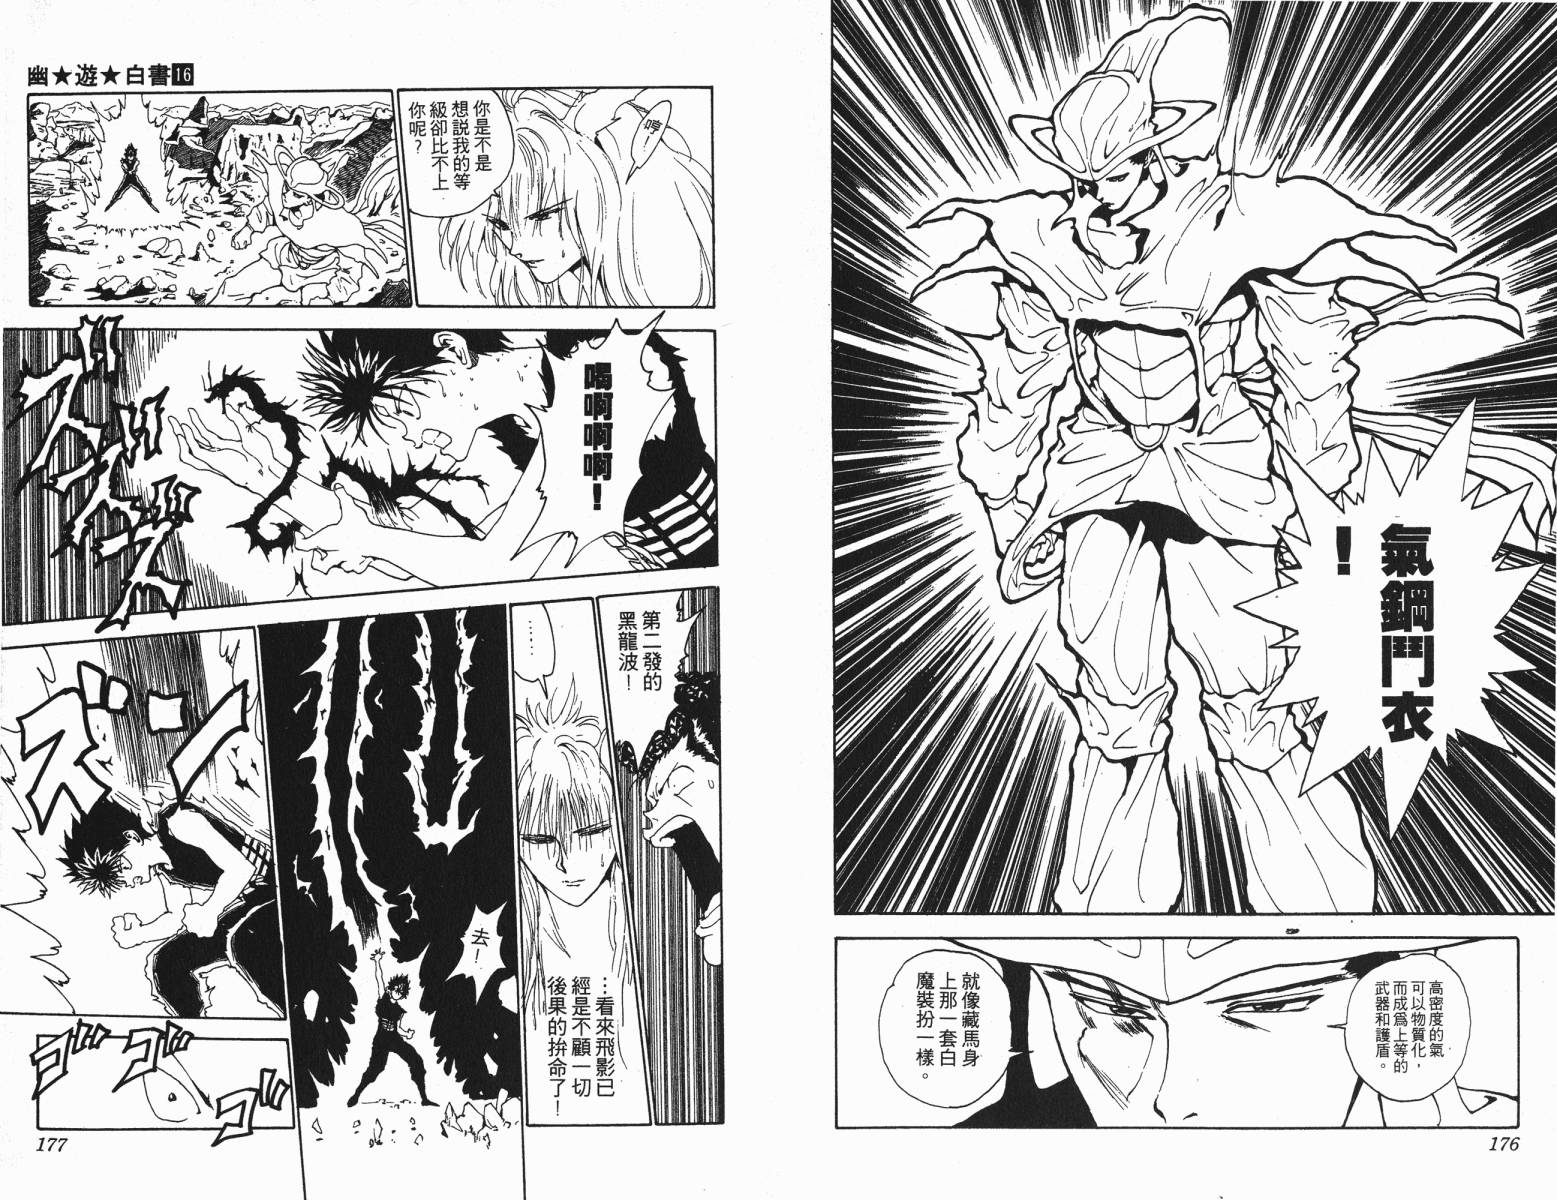 氣鋼鬥衣
！
高密度的氣
可以物質化，
而成為上等的
武器和護盾。
就像藏馬身
上那一套白
魔裝扮一樣。
176
幽★遊★白書16
哼
你是不是
想說我的等
級卻比不上
你呢？
喝啊啊啊！
ズズズズ
第二發的
黑龍波！
……
…看來飛影已
經是不顧一切
後果的拚命了！
去！
ズン
ゴゴゴ
177